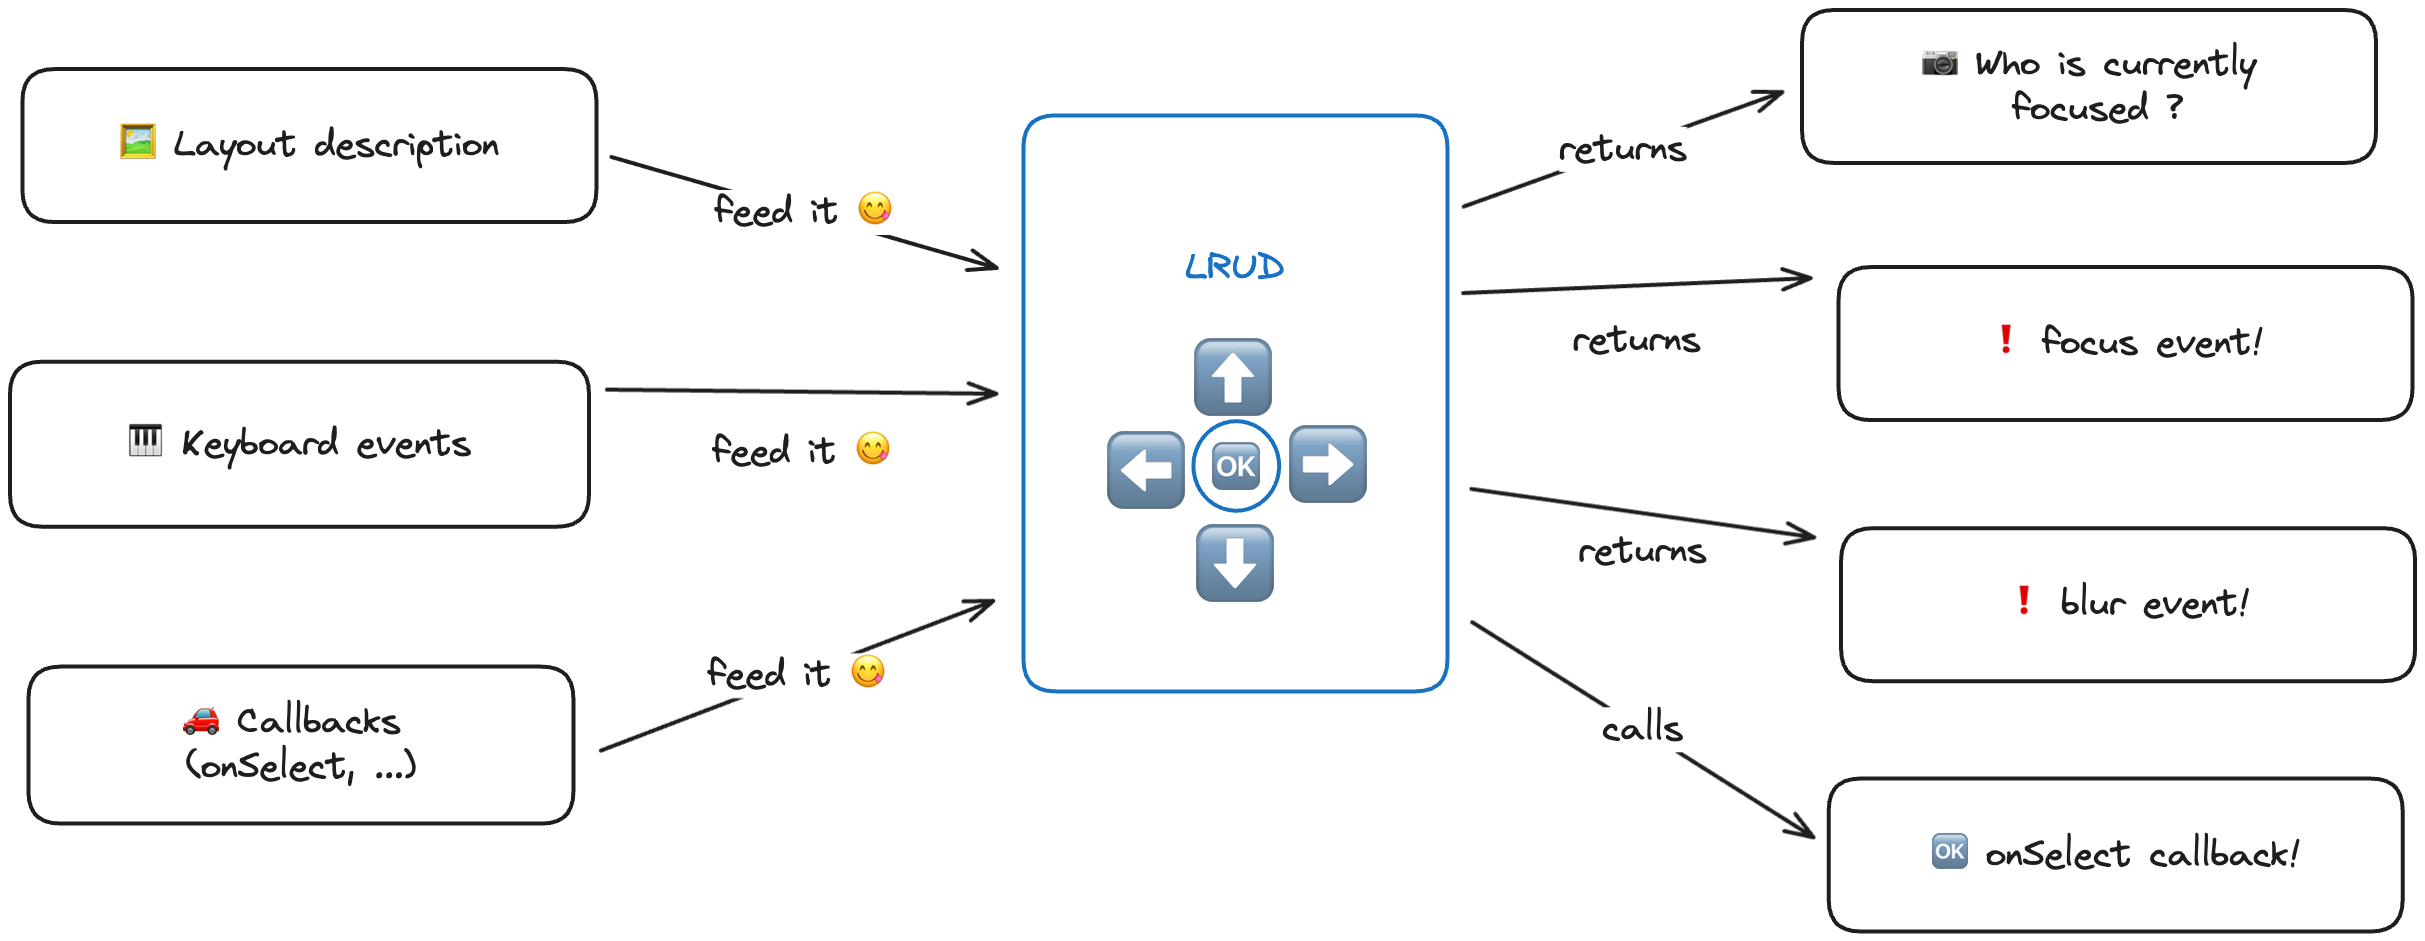 Layout description
feed it
Keyboard events
feed it
Callbacks
(onSelect, ...)
feed it
LRUD
OK
returns
Who is currently
focused ?
returns
focus event!
returns
blur event!
calls
OK onSelect callback!